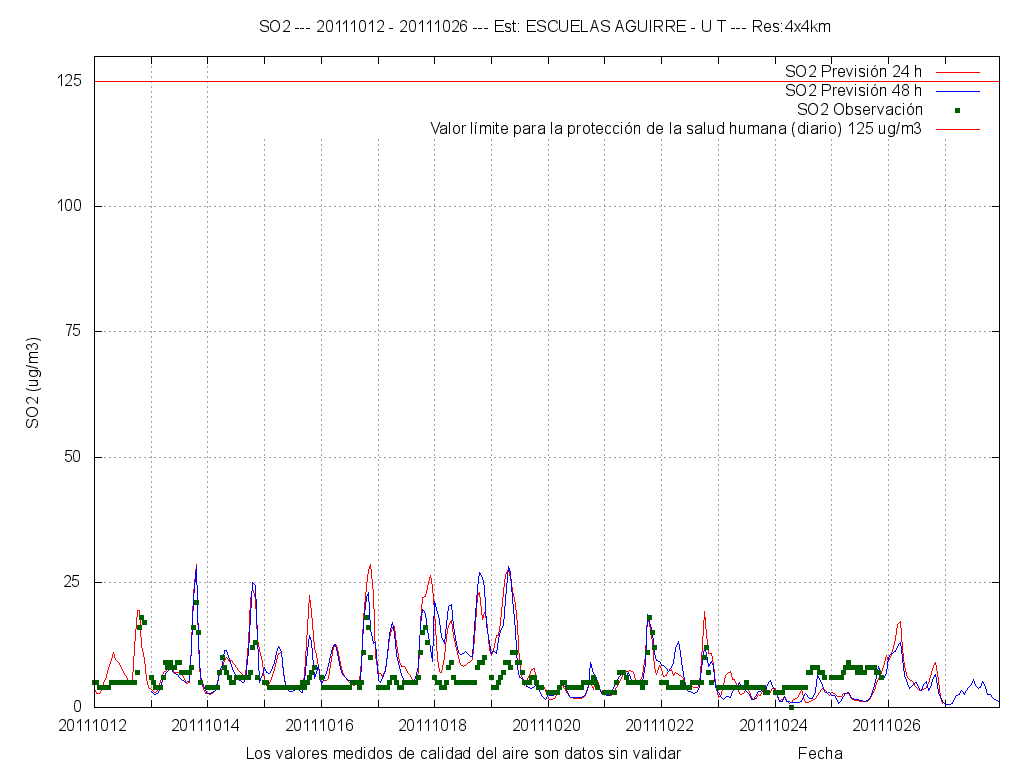 SO2 --- 20111012 - 20111026 --- Est: ESCUELAS AGUIRRE - U T --- Res:4x4km
SO2 Previsión 24 h
SO2 Previsión 48 h
SO2 Observación
Valor límite para la protección de la salud humana (diario) 125 ug/m3
125
100
75
50
25
0
SO2 (ug/m3)
20111012
20111014
20111016
20111018
20111020
20111022
20111024
20111026
Los valores medidos de calidad del aire son datos sin validar
Fecha